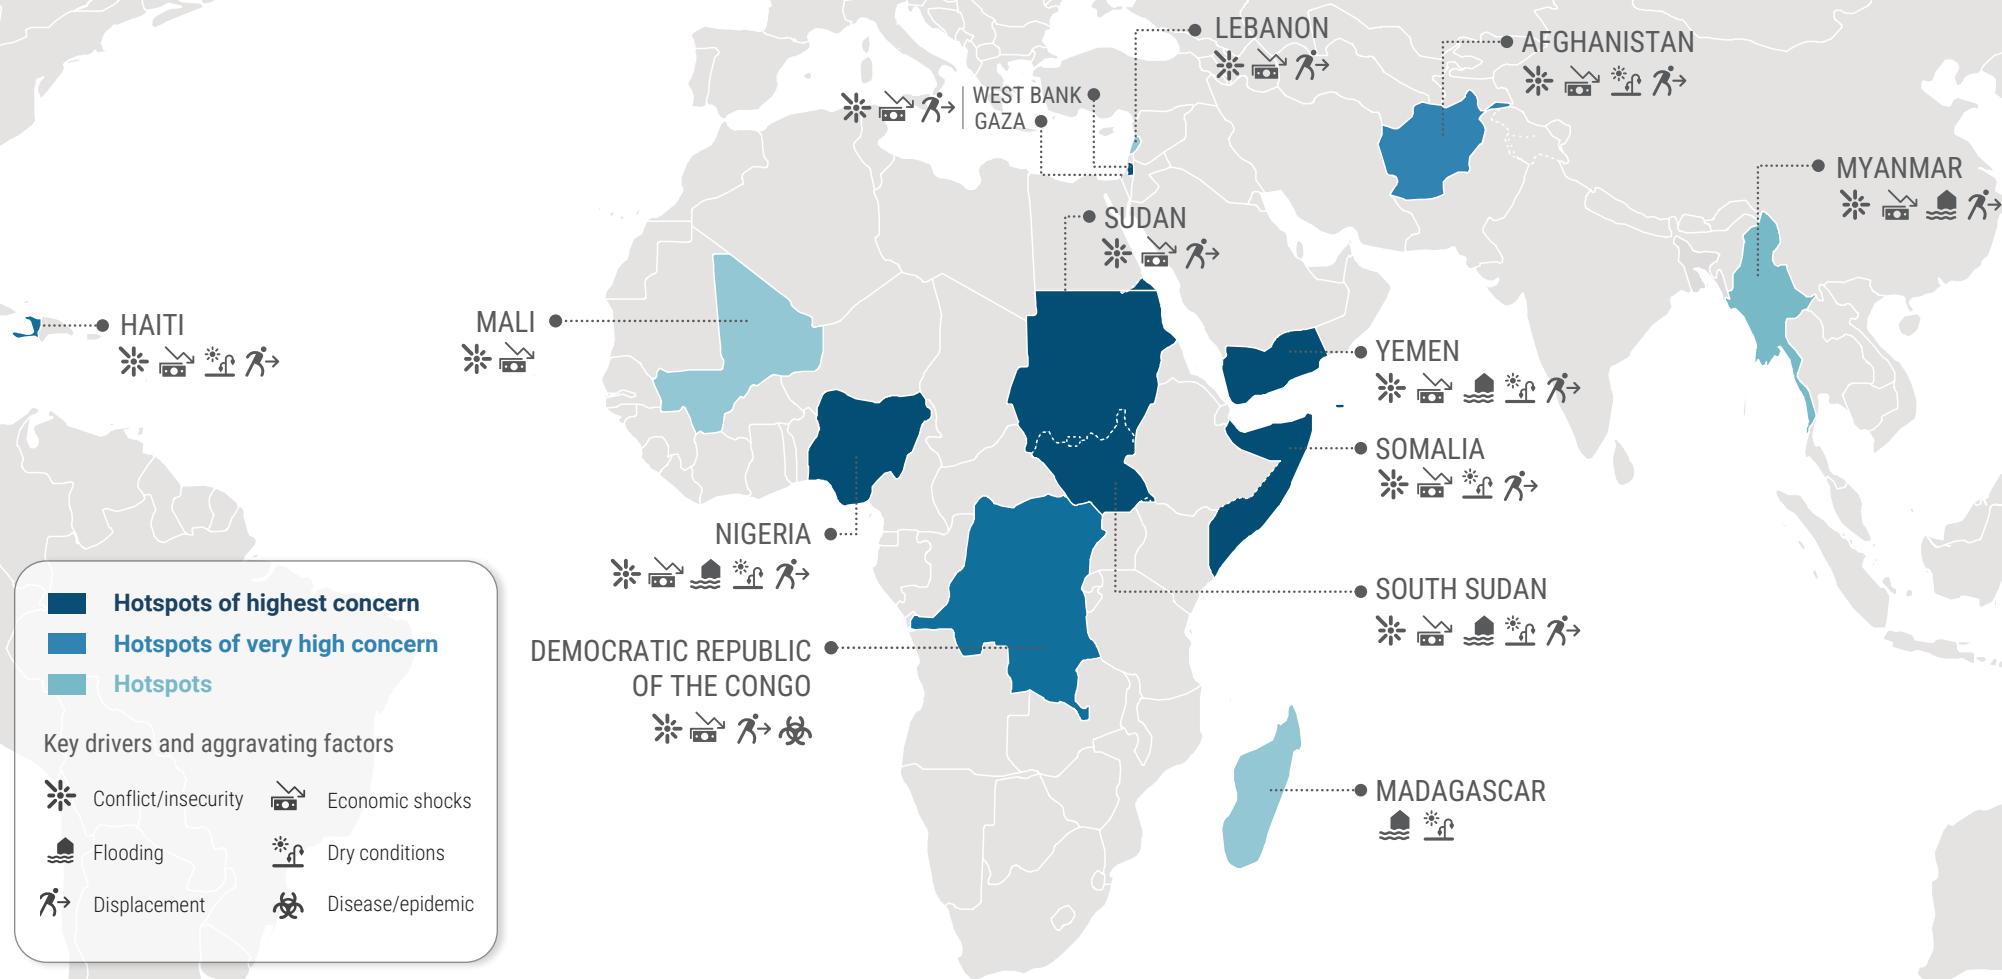 LEBANON
AFGHANISTAN
WEST BANK
GAZA
MYANMAR
SUDAN
HAITI
MALI
YEMEN
SOMALIA
NIGERIA
SOUTH SUDAN
DEMOCRATIC REPUBLIC
OF THE CONGO
MADAGASCAR
Hotspots of highest concern
Hotspots of very high concern
Hotspots
Key drivers and aggravating factors
Conflict/insecurity
Economic shocks
Flooding
Dry conditions
Displacement
Disease/epidemic